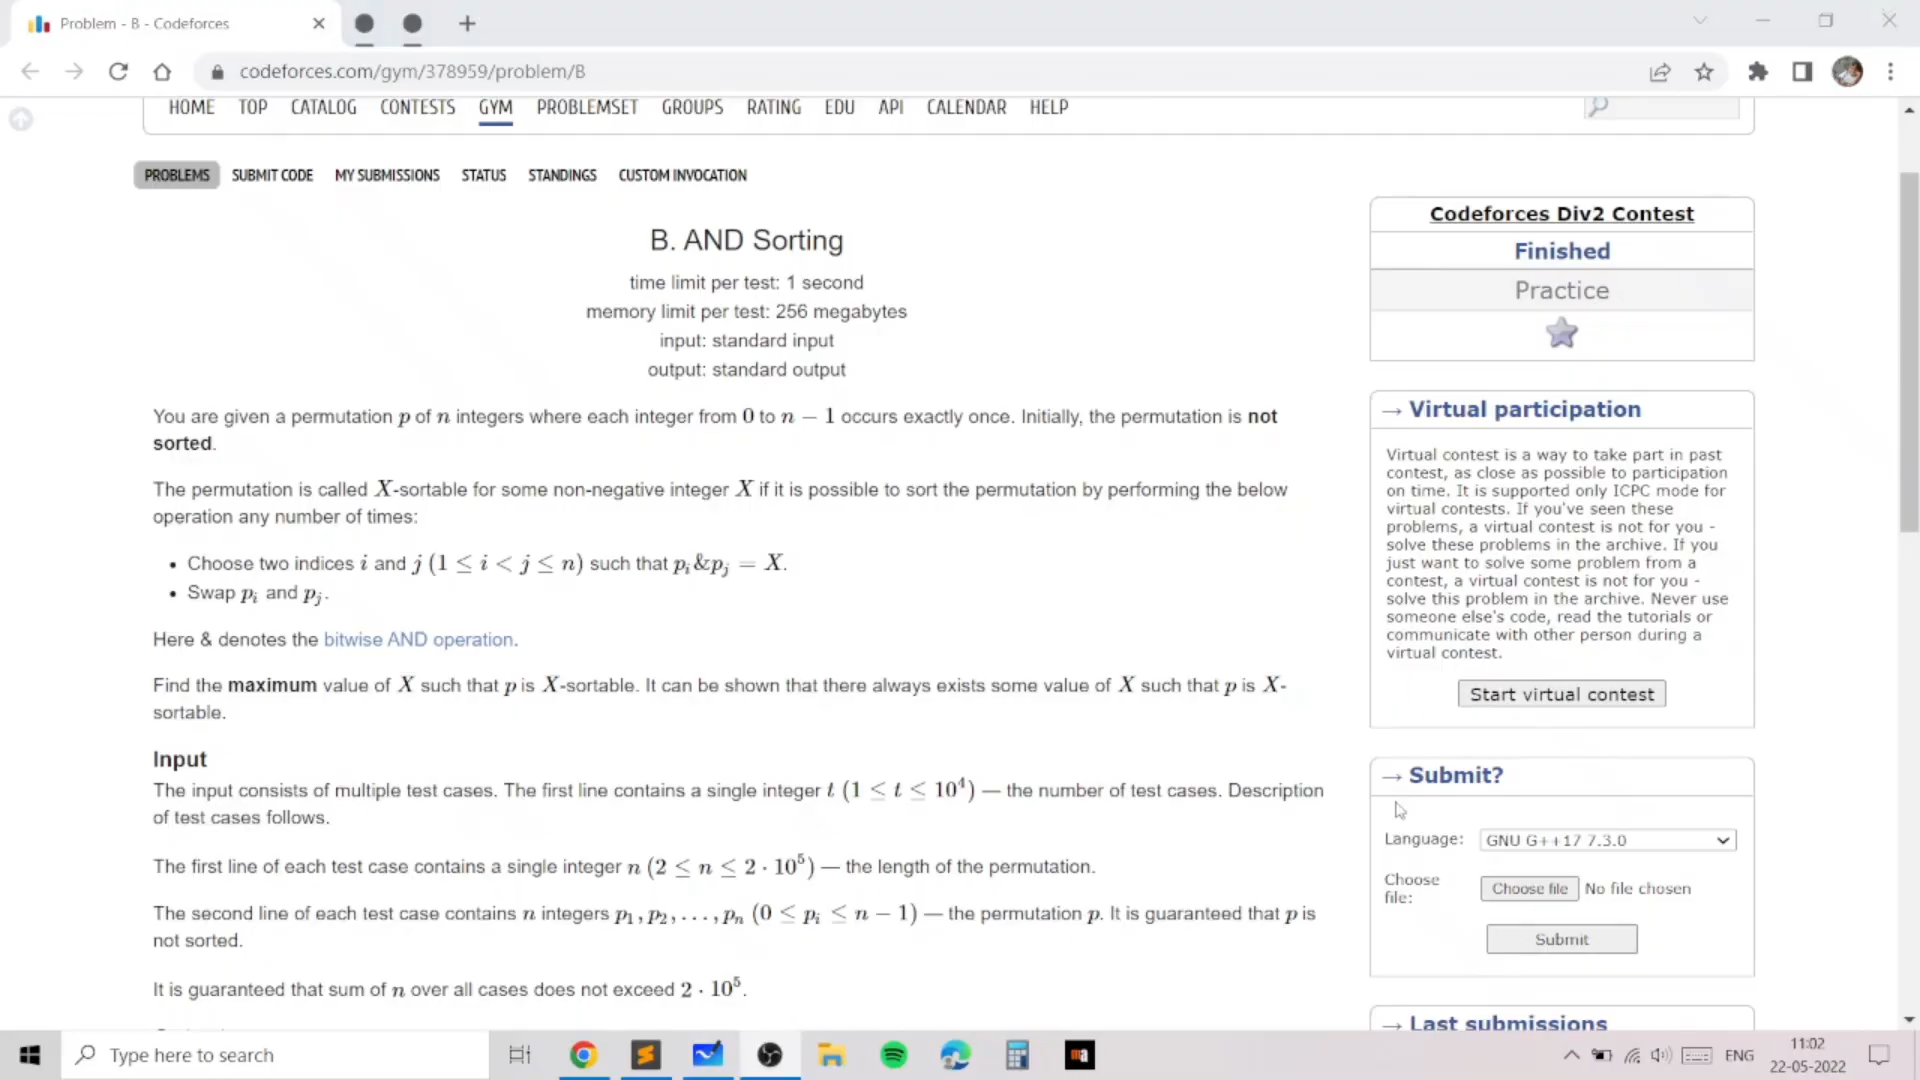 Problem - B - Codeforces
codeforces.com/gym/378959/problem/B
HOME TOP CATALOG CONTESTS GYM PROBLEMSET GROUPS RATING EDU API CALENDAR HELP
PROBLEMS SUBMIT CODE MY SUBMISSIONS STATUS STANDINGS CUSTOM INVOCATION
B. AND Sorting
time limit per test: 1 second
memory limit per test: 256 megabytes
input: standard input
output: standard output
You are given a permutation p of n integers where each integer from 0 to n − 1 occurs exactly once. Initially, the permutation is not
sorted.
The permutation is called X-sortable for some non-negative integer X if it is possible to sort the permutation by performing the below
operation any number of times:
• Choose two indices i and j (1 ≤ i < j ≤ n) such that pᵢ&pⱼ = X.
• Swap pᵢ and pⱼ.
Here & denotes the bitwise AND operation.
Find the maximum value of X such that p is X-sortable. It can be shown that there always exists some value of X such that p is X-
sortable.
Input
The input consists of multiple test cases. The first line contains a single integer t (1 ≤ t ≤ 10⁴) — the number of test cases. Description
of test cases follows.
The first line of each test case contains a single integer n (2 ≤ n ≤ 2 · 10⁵) — the length of the permutation.
The second line of each test case contains n integers p₁, p₂, . . . , pₙ (0 ≤ pᵢ ≤ n − 1) — the permutation p. It is guaranteed that p is
not sorted.
It is guaranteed that sum of n over all cases does not exceed 2 · 10⁵.
Codeforces Div2 Contest
Finished
Practice
→ Virtual participation
Virtual contest is a way to take part in past
contest, as close as possible to participation
on time. It is supported only ICPC mode for
virtual contests. If you've seen these
problems, a virtual contest is not for you -
solve these problems in the archive. If you
just want to solve some problem from a
contest, a virtual contest is not for you -
solve this problem in the archive. Never use
someone else's code, read the tutorials or
communicate with other person during a
virtual contest.
Start virtual contest
→ Submit?
Language: GNU G++17 7.3.0
Choose
file: Choose file No file chosen
Submit
→ Last submissions
Type here to search
ma
ENG
11:02
22-05-2022